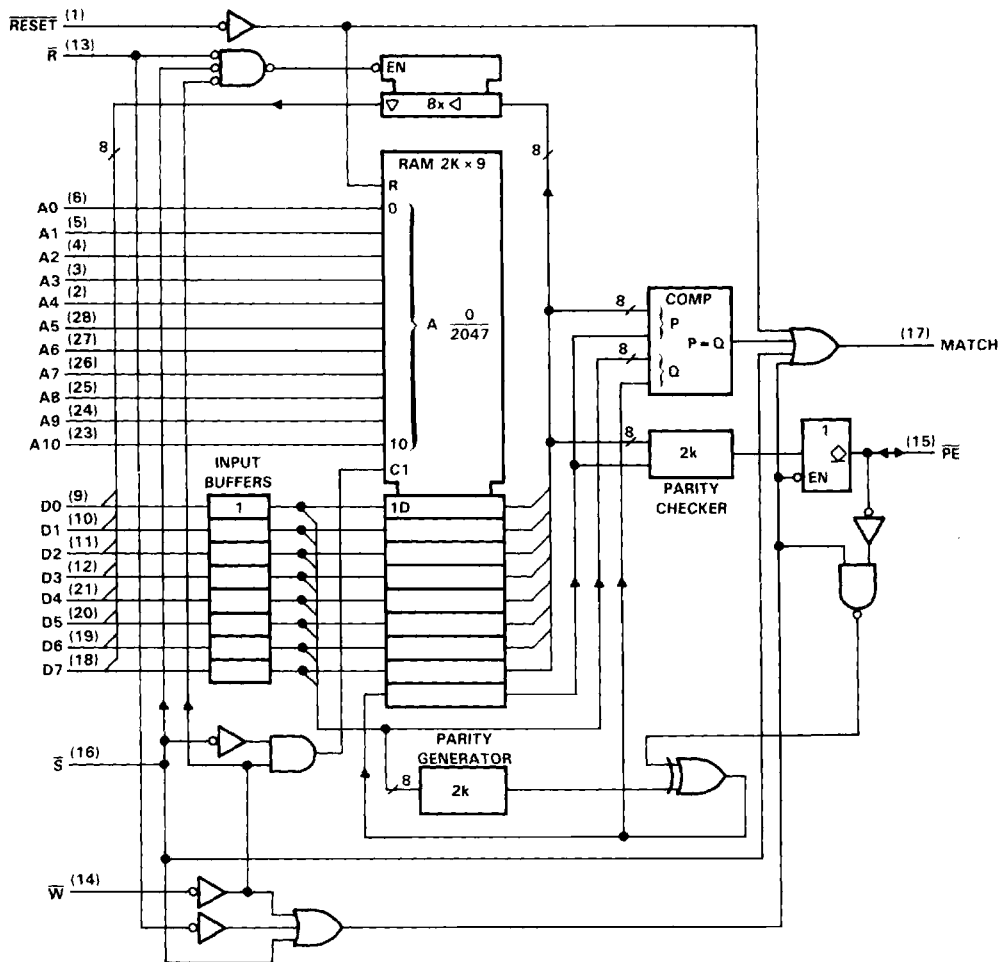 RESET (1)
R (13)
EN
8x
8
8
RAM 2K × 9
R
A0 (6)
0
A1 (5)
A2 (4)
A3 (3)
A4 (2)
A5 (28)
A6 (27)
A7 (26)
A8 (25)
A9 (24)
A10 (23)
10
A 0
2047
C1
8
COMP
P
P = Q
8
Q
(17) MATCH
8
2k
PARITY
CHECKER
1
EN
(15) PE
INPUT
BUFFERS
D0 (9)
1
1D
D1 (10)
D2 (11)
D3 (12)
D4 (21)
D5 (20)
D6 (19)
D7 (18)
S (16)
PARITY
GENERATOR
8
2k
W (14)